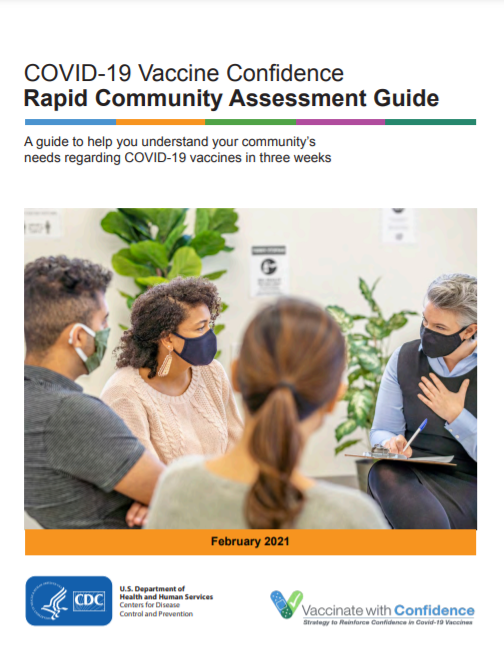 COVID-19 Vaccine Confidence
Rapid Community Assessment Guide
A guide to help you understand your community's
needs regarding COVID-19 vaccines in three weeks
February 2021
CDC
U.S. Department of
Health and Human Services
Centers for Disease
Control and Prevention
Vaccinate with Confidence
Strategy to Reinforce Confidence in Covid-19 Vaccines